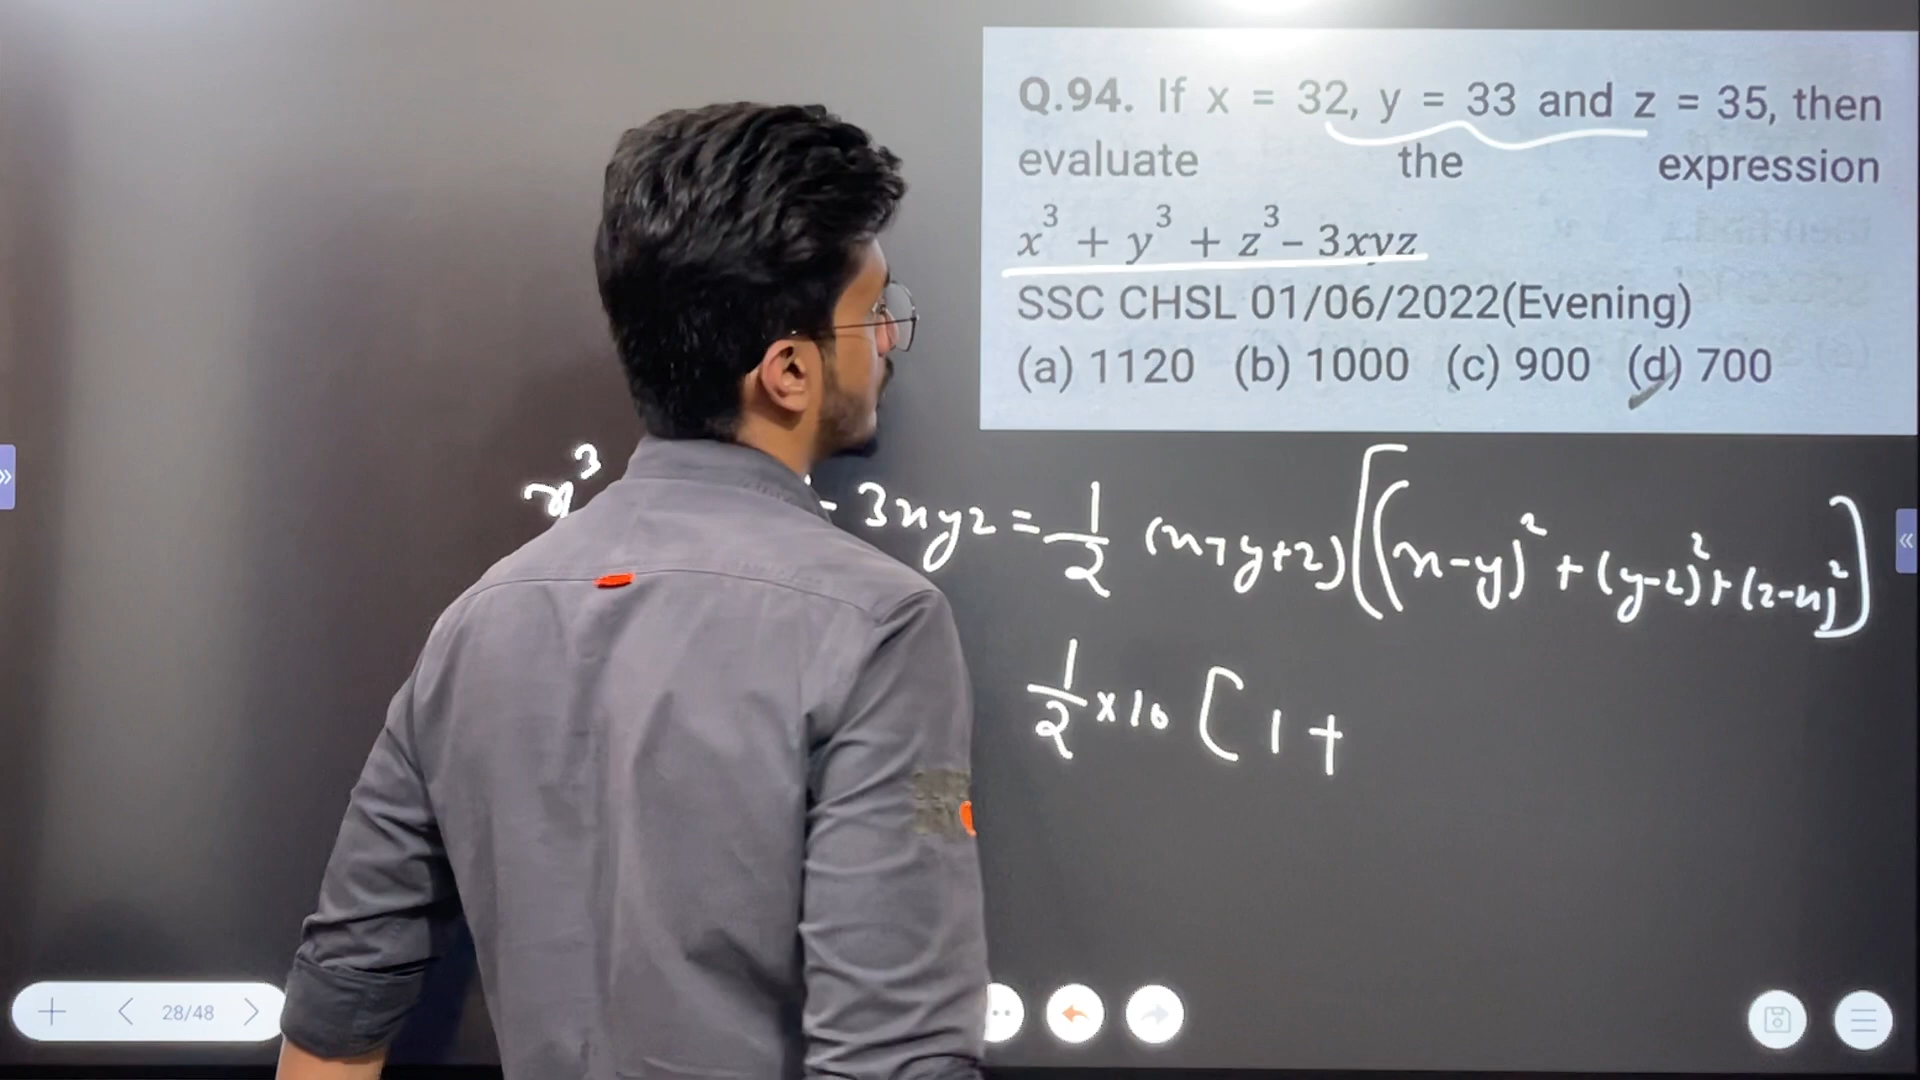 Q.94. If x = 32, y = 33 and z = 35, then
evaluate the expression
x³ + y³ + z³ – 3xyz
SSC CHSL 01/06/2022(Evening)
(a) 1120 (b) 1000 (c) 900 (d) 700
x³ - 3xyz = 1/2 (x+y+z) [(x-y)² + (y-z)² + (z-x)²]
1/2 × 10 [ 1 +
28/48